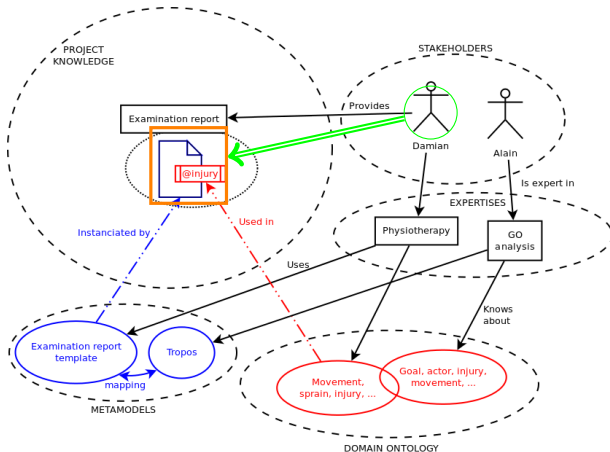 PROJECT
KNOWLEDGE
STAKEHOLDERS
Examination report
Provides
@injury
Damian
Alain
Is expert in
EXPERTISES
Instanciated by
Used in
Physiotherapy
GO
analysis
Uses
Knows
about
Examination report
template
Tropos
mapping
METAMODELS
Movement,
sprain, injury, ...
Goal, actor, injury,
movement, ...
DOMAIN ONTOLOGY